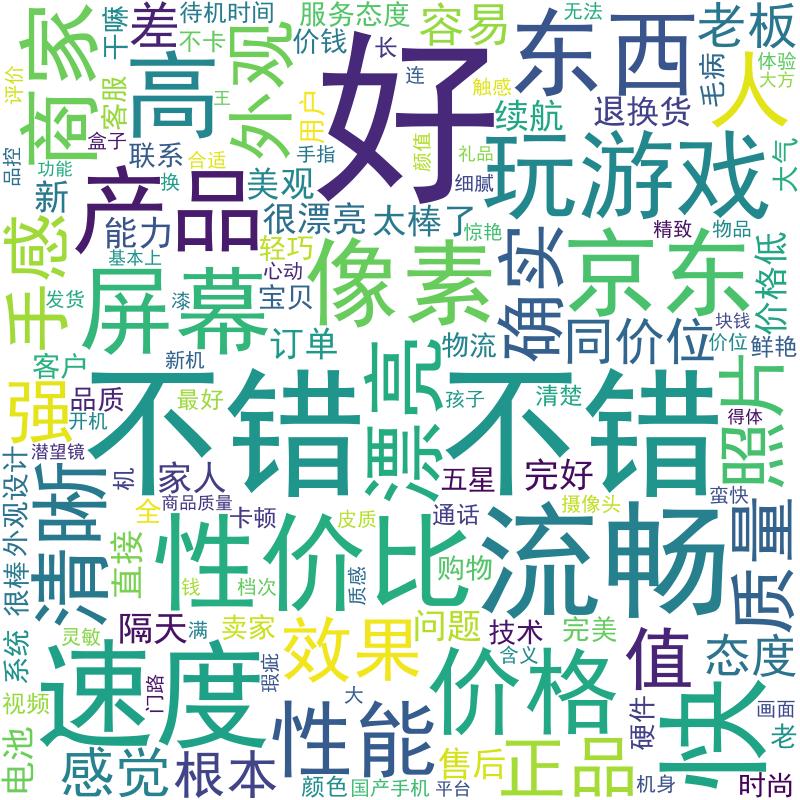 好
不错 不错
玩游戏
东西
老板
无法
体验
大方
毛病
人
商家
干嘛
差
待机时间
服务态度
价钱
容易
长
连
不卡
高
外观
客服
评价
王
用户
触感
续航
退换货
品控
盒子
联系
合适
手指
颜值
礼品
细腻
大气
功能
换
新
产品
美观
能力
很漂亮
太棒了
惊艳
精致
物品
手感
基本上
轻巧
心动
像素
确实
京东
价格低
发货
漆
宝贝
屏幕
订单
物流
同价位
块钱
价位
鲜艳
客户
新机
漂亮
孩子
清楚
照片
强
品质
最好
开机
得体
潜望镜
机
家人
五星
完好
外观设计
清晰
商品质量
全
卡顿
皮质
通话
摄像头
蛮快
很棒
直接
性价比
流畅
质量
购物
钱
档次
质感
系统
灵敏
隔天
满
卖家
效果
问题
技术
完美
值
态度
含义
速度
瑕疵
门路
大
价格
快
视频
性能
硬件
画面
老
电池
感觉
根本
颜色
国产手机
平台
售后
正品
机身
时尚